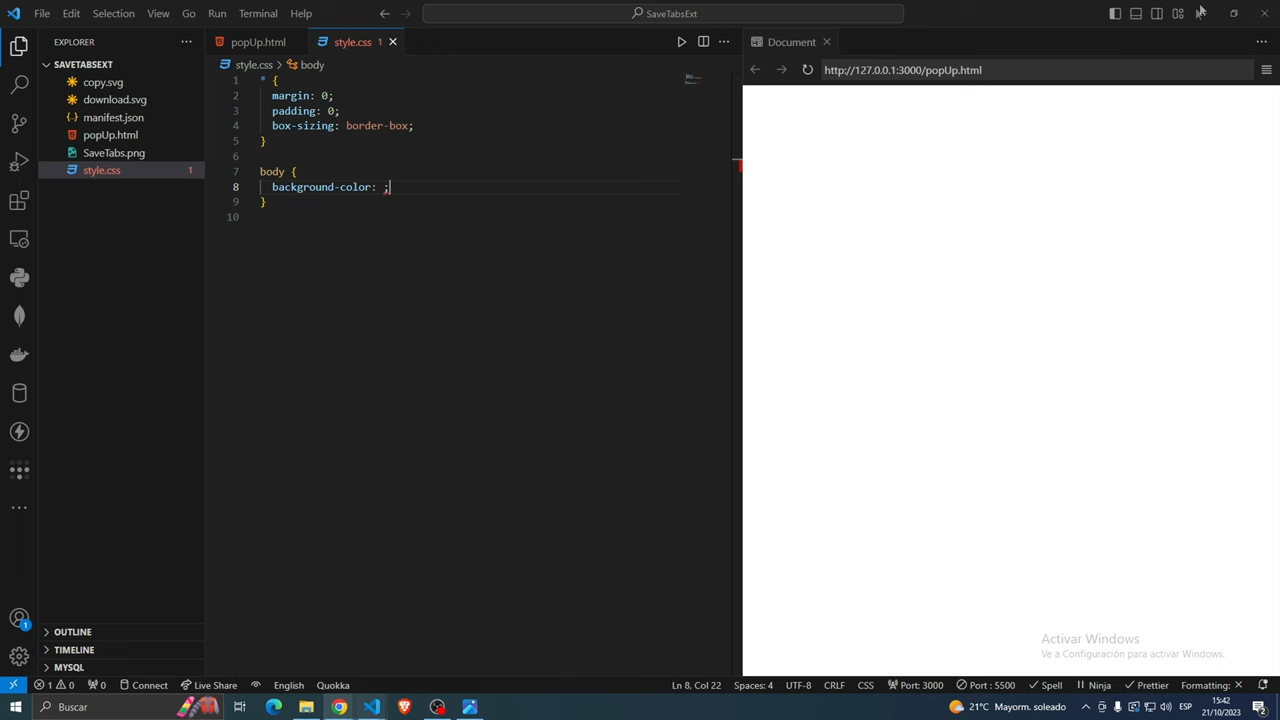 File Edit Selection View Go Run Terminal Help
SaveTabsExt
EXPLORER
SAVETABSEXT
copy.svg
download.svg
manifest.json
popUp.html
SaveTabs.png
style.css 1
OUTLINE
TIMELINE
MYSQL
1
popUp.html
style.css 1
style.css > body
1 * {
2 margin: 0;
3 padding: 0;
4 box-sizing: border-box;
5 }
6
7 body {
8 background-color: ;
9 }
10
Document
http://127.0.0.1:3000/popUp.html
Activar Windows
Ve a Configuración para activar Windows.
1 0 0 Connect Live Share English Quokka Ln 8, Col 22 Spaces: 4 UTF-8 CRLF CSS Port: 3000 Port : 5500 Spell Ninja Prettier Formatting:
Buscar
21°C Mayorm. soleado
ESP
15:42
21/10/2023
2